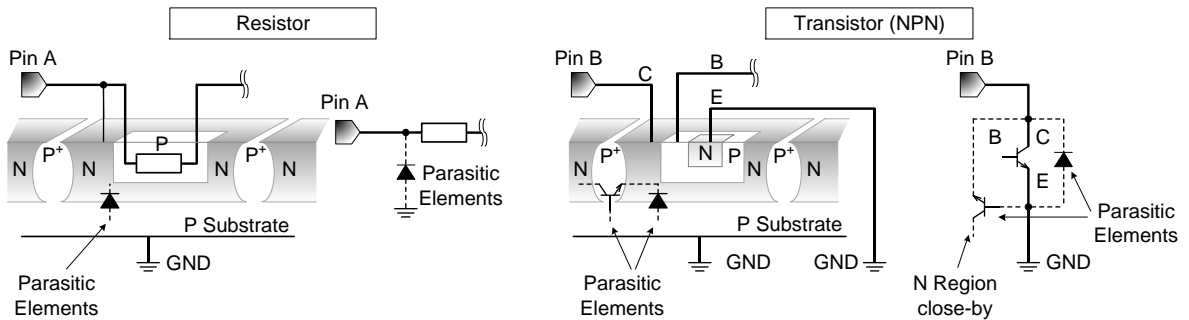 Resistor
Pin A
N
P+
N
P
N
P+
N
P Substrate
GND
Parasitic
Elements
Pin A
Parasitic
Elements
Transistor (NPN)
Pin B
C
B
E
N
P+
N
N
P
N
P+
N
P Substrate
GND
GND
Parasitic
Elements
Pin B
B
C
E
Parasitic
Elements
GND
N Region
close-by